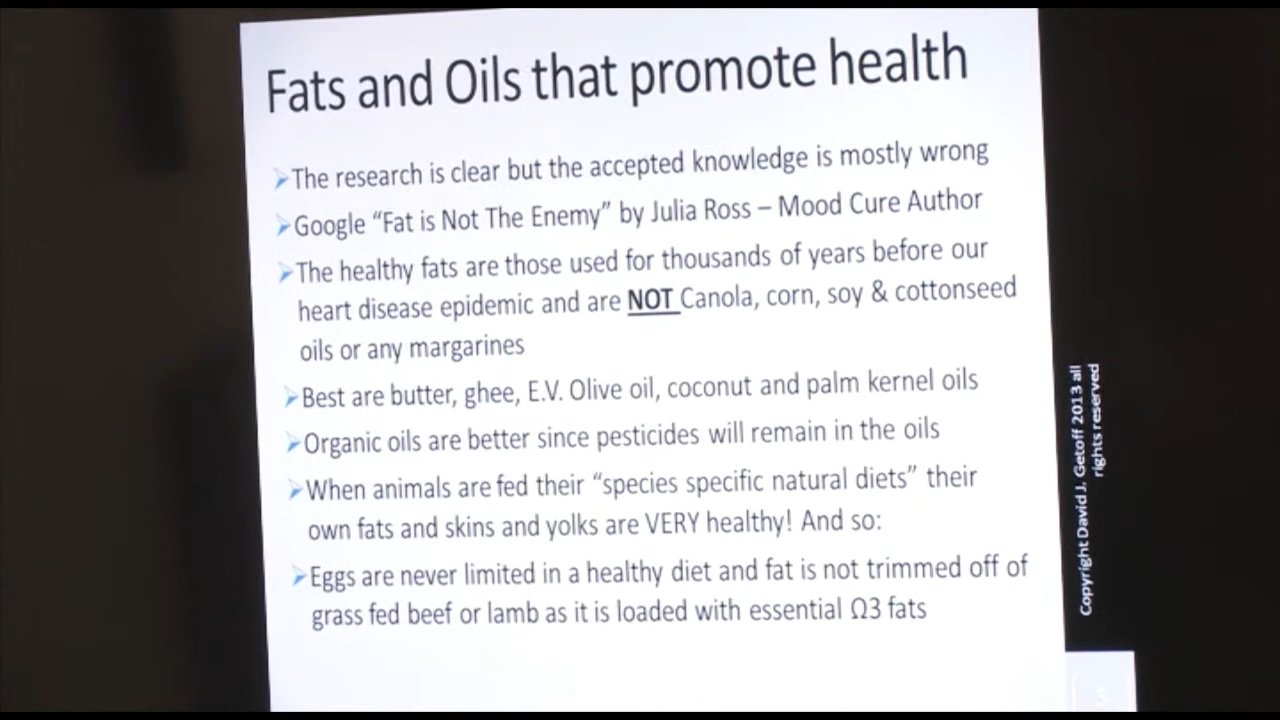 Fats and Oils that promote health
The research is clear but the accepted knowledge is mostly wrong
Google “Fat is Not The Enemy” by Julia Ross – Mood Cure Author
The healthy fats are those used for thousands of years before our
heart disease epidemic and are NOT Canola, corn, soy & cottonseed
oils or any margarines
Best are butter, ghee, E.V. Olive oil, coconut and palm kernel oils
Organic oils are better since pesticides will remain in the oils
When animals are fed their “species specific natural diets” their
own fats and skins and yolks are VERY healthy! And so:
Eggs are never limited in a healthy diet and fat is not trimmed off of
grass fed beef or lamb as it is loaded with essential Ω3 fats
Copyright David J. Getoff 2013 all
rights reserved
5